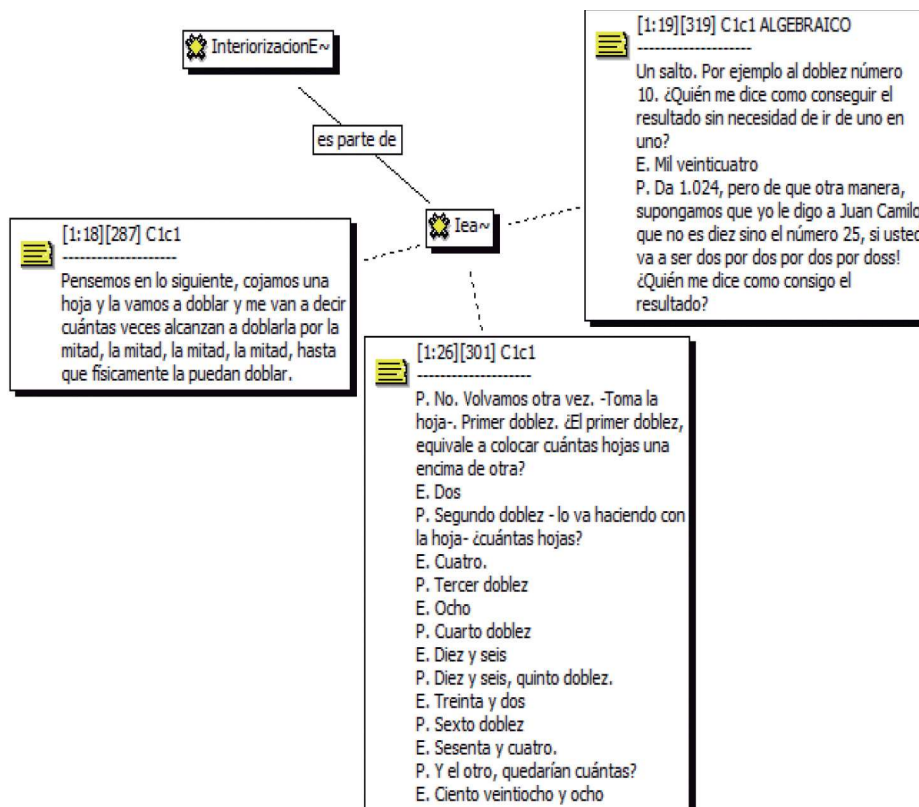 InteriorizacionE~
es parte de
Iea~
[1:18][287] C1c1
--------------------
Pensemos en lo siguiente, cojamos una
hoja y la vamos a doblar y me van a decir
cuántas veces alcanzan a doblarla por la
mitad, la mitad, la mitad, la mitad, hasta
que físicamente la puedan doblar.
[1:19][319] C1c1 ALGEBRAICO
--------------------
Un salto. Por ejemplo al doblez número
10. ¿Quién me dice como conseguir el
resultado sin necesidad de ir de uno en
uno?
E. Mil veinticuatro
P. Da 1.024, pero de que otra manera,
supongamos que yo le digo a Juan Camilo
que no es diez sino el número 25, si usted
va a ser dos por dos por dos por doss!
¿Quién me dice como consigo el
resultado?
[1:26][301] C1c1
--------------------
P. No. Volvamos otra vez. -Toma la
hoja-. Primer doblez. ¿El primer doblez,
equivale a colocar cuántas hojas una
encima de otra?
E. Dos
P. Segundo doblez - lo va haciendo con
la hoja- ¿cuántas hojas?
E. Cuatro.
P. Tercer doblez
E. Ocho
P. Cuarto doblez
E. Diez y seis
P. Diez y seis, quinto doblez.
E. Treinta y dos
P. Sexto doblez
E. Sesenta y cuatro.
P. Y el otro, quedarían cuántas?
E. Ciento veintiocho y ocho